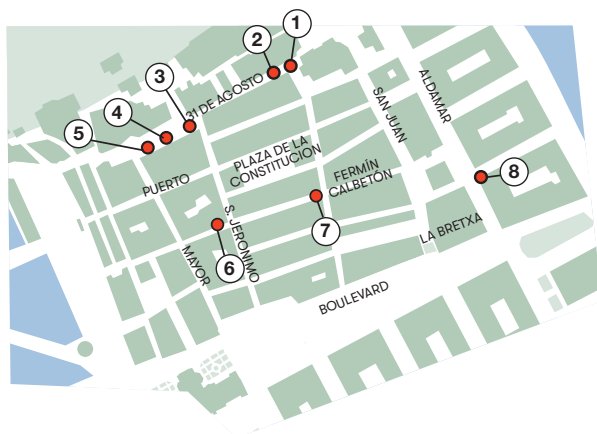 1
2
3
4
5
31 DE AGOSTO
ALDAMAR
SAN JUAN
PLAZA DE LA
CONSTITUCIÓN
FERMÍN
CALBETÓN
PUERTO
8
S. JERONIMO
7
MAYOR
6
LA BRETXA
BOULEVARD